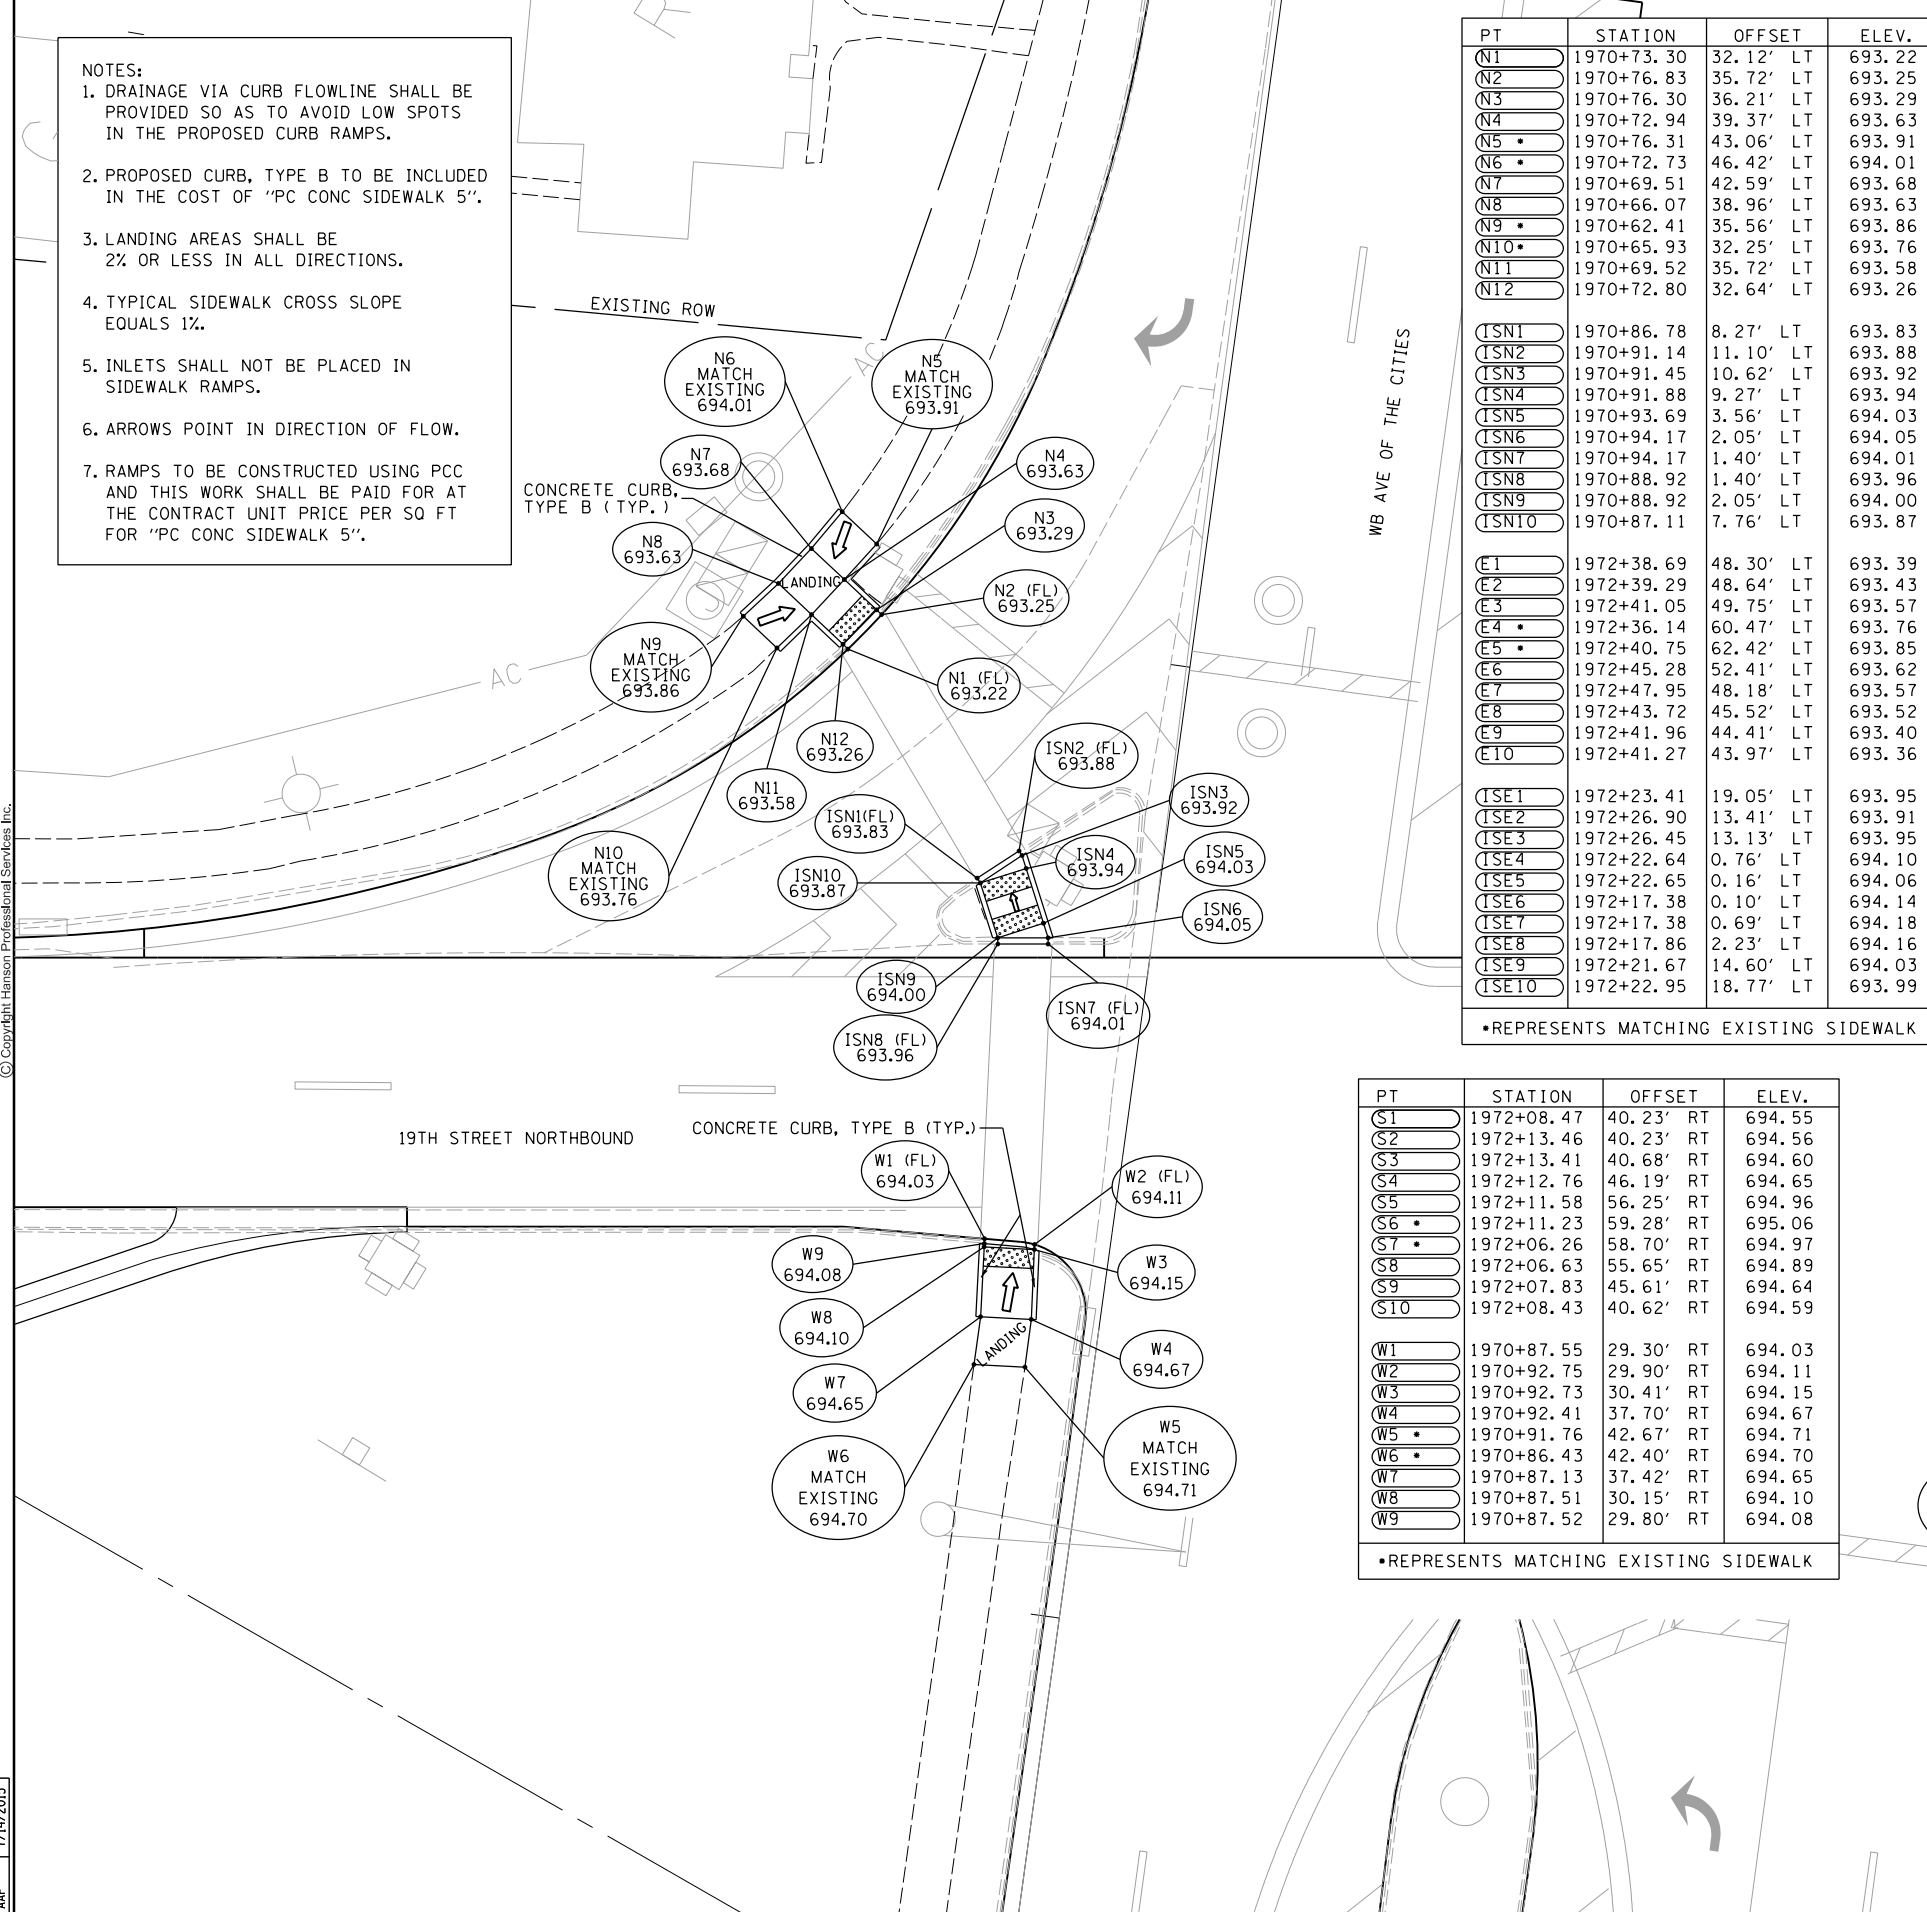 NOTES:
1. DRAINAGE VIA CURB FLOWLINE SHALL BE
PROVIDED SO AS TO AVOID LOW SPOTS
IN THE PROPOSED CURB RAMPS.
2. PROPOSED CURB, TYPE B TO BE INCLUDED
IN THE COST OF "PC CONC SIDEWALK 5".
3. LANDING AREAS SHALL BE
2% OR LESS IN ALL DIRECTIONS.
4. TYPICAL SIDEWALK CROSS SLOPE
EQUALS 1%.
5. INLETS SHALL NOT BE PLACED IN
SIDEWALK RAMPS.
6. ARROWS POINT IN DIRECTION OF FLOW.
7. RAMPS TO BE CONSTRUCTED USING PCC
AND THIS WORK SHALL BE PAID FOR AT
THE CONTRACT UNIT PRICE PER SQ FT
FOR "PC CONC SIDEWALK 5".
EXISTING ROW
AC
N6
MATCH
EXISTING
694.01
N5
MATCH
EXISTING
693.91
N7
693.68
N4
693.63
CONCRETE CURB,
TYPE B (TYP.)
N3
693.29
N8
693.63
LANDING
N2 (FL)
693.25
N9
MATCH
EXISTING
693.86
AC
N1 (FL)
693.22
N12
693.26
N11
693.58
N10
MATCH
EXISTING
693.76
WB AVE OF THE CITIES
ISN2 (FL)
693.88
ISN3
693.92
ISN1(FL)
693.83
ISN4
693.94
ISN5
694.03
ISN10
693.87
ISN6
694.05
ISN9
694.00
ISN7 (FL)
694.01
ISN8 (FL)
693.96
19TH STREET NORTHBOUND
CONCRETE CURB, TYPE B (TYP.)
W1 (FL)
694.03
W2 (FL)
694.11
W9
694.08
W3
694.15
W8
694.10
LANDING
W4
694.67
W7
694.65
W5
MATCH
EXISTING
694.71
W6
MATCH
EXISTING
694.70
(C) Copyright Hanson Professional Services Inc.
PT STATION OFFSET ELEV.
N1 1970+73.30 32.12' LT 693.22
N2 1970+76.83 35.72' LT 693.25
N3 1970+76.30 36.21' LT 693.29
N4 1970+72.94 39.37' LT 693.63
N5 * 1970+76.31 43.06' LT 693.91
N6 * 1970+72.73 46.42' LT 694.01
N7 1970+69.51 42.59' LT 693.68
N8 1970+66.07 38.96' LT 693.63
N9 * 1970+62.41 35.56' LT 693.86
N10* 1970+65.93 32.25' LT 693.76
N11 1970+69.52 35.72' LT 693.58
N12 1970+72.80 32.64' LT 693.26
ISN1 1970+86.78 8.27' LT 693.83
ISN2 1970+91.14 11.10' LT 693.88
ISN3 1970+91.45 10.62' LT 693.92
ISN4 1970+91.88 9.27' LT 693.94
ISN5 1970+93.69 3.56' LT 694.03
ISN6 1970+94.17 2.05' LT 694.05
ISN7 1970+94.17 1.40' LT 694.01
ISN8 1970+88.92 1.40' LT 693.96
ISN9 1970+88.92 2.05' LT 694.00
ISN10 1970+87.11 7.76' LT 693.87
E1 1972+38.69 48.30' LT 693.39
E2 1972+39.29 48.64' LT 693.43
E3 1972+41.05 49.75' LT 693.57
E4 * 1972+36.14 60.47' LT 693.76
E5 * 1972+40.75 62.42' LT 693.85
E6 1972+45.28 52.41' LT 693.62
E7 1972+47.95 48.18' LT 693.57
E8 1972+43.72 45.52' LT 693.52
E9 1972+41.96 44.41' LT 693.40
E10 1972+41.27 43.97' LT 693.36
ISE1 1972+23.41 19.05' LT 693.95
ISE2 1972+26.90 13.41' LT 693.91
ISE3 1972+26.45 13.13' LT 693.95
ISE4 1972+22.64 0.76' LT 694.10
ISE5 1972+22.65 0.16' LT 694.06
ISE6 1972+17.38 0.10' LT 694.14
ISE7 1972+17.38 0.69' LT 694.18
ISE8 1972+17.86 2.23' LT 694.16
ISE9 1972+21.67 14.60' LT 694.03
ISE10 1972+22.95 18.77' LT 693.99
*REPRESENTS MATCHING EXISTING SIDEWALK
PT STATION OFFSET ELEV.
S1 1972+08.47 40.23' RT 694.55
S2 1972+13.46 40.23' RT 694.56
S3 1972+13.41 40.68' RT 694.60
S4 1972+12.76 46.19' RT 694.65
S5 1972+11.58 56.25' RT 694.96
S6 * 1972+11.23 59.28' RT 695.06
S7 * 1972+06.26 58.70' RT 694.97
S8 1972+06.63 55.65' RT 694.89
S9 1972+07.83 45.61' RT 694.64
S10 1972+08.43 40.62' RT 694.59
W1 1970+87.55 29.30' RT 694.03
W2 1970+92.75 29.90' RT 694.11
W3 1970+92.73 30.41' RT 694.15
W4 1970+92.41 37.70' RT 694.67
W5 * 1970+91.76 42.67' RT 694.71
W6 * 1970+86.43 42.40' RT 694.70
W7 1970+87.13 37.42' RT 694.65
W8 1970+87.51 30.15' RT 694.10
W9 1970+87.52 29.80' RT 694.08
*REPRESENTS MATCHING EXISTING SIDEWALK